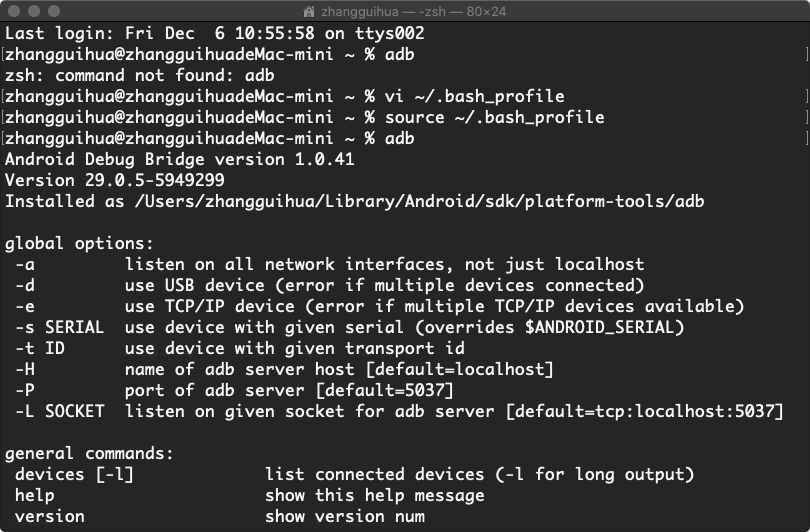 zhangguihua — -zsh — 80×24
Last login: Fri Dec  6 10:55:58 on ttys002
[zhangguihua@zhangguihuadeMac-mini ~ % adb ]
zsh: command not found: adb
[zhangguihua@zhangguihuadeMac-mini ~ % vi ~/.bash_profile ]
[zhangguihua@zhangguihuadeMac-mini ~ % source ~/.bash_profile ]
[zhangguihua@zhangguihuadeMac-mini ~ % adb ]
Android Debug Bridge version 1.0.41
Version 29.0.5-5949299
Installed as /Users/zhangguihua/Library/Android/sdk/platform-tools/adb
global options:
 -a         listen on all network interfaces, not just localhost
 -d         use USB device (error if multiple devices connected)
 -e         use TCP/IP device (error if multiple TCP/IP devices available)
 -s SERIAL  use device with given serial (overrides $ANDROID_SERIAL)
 -t ID      use device with given transport id
 -H         name of adb server host [default=localhost]
 -P         port of adb server [default=5037]
 -L SOCKET  listen on given socket for adb server [default=tcp:localhost:5037]
general commands:
 devices [-l]             list connected devices (-l for long output)
 help                     show this help message
 version                  show version num